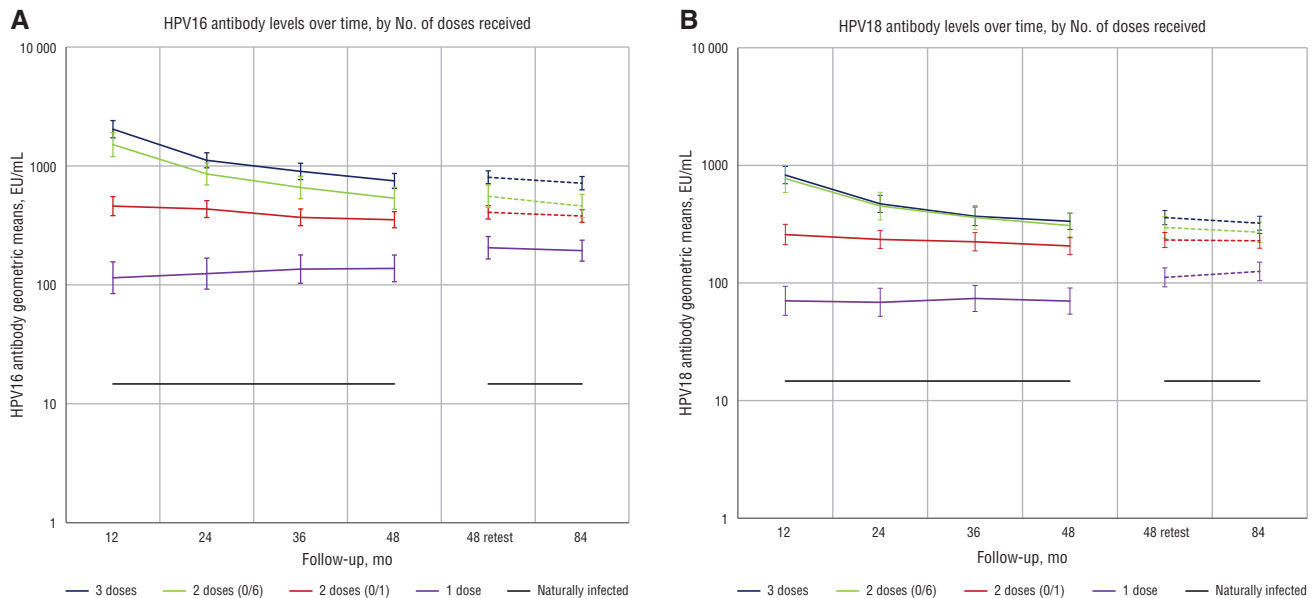 A
HPV16 antibody levels over time, by No. of doses received
HPV16 antibody geometric means, EU/mL
10 000
1000
100
10
1
12 24 36 48 48 retest 84
Follow-up, mo
3 doses 2 doses (0/6) 2 doses (0/1) 1 dose Naturally infected
B
HPV18 antibody levels over time, by No. of doses received
HPV18 antibody geometric means, EU/mL
10 000
1000
100
10
1
12 24 36 48 48 retest 84
Follow-up, mo
3 doses 2 doses (0/6) 2 doses (0/1) 1 dose Naturally infected